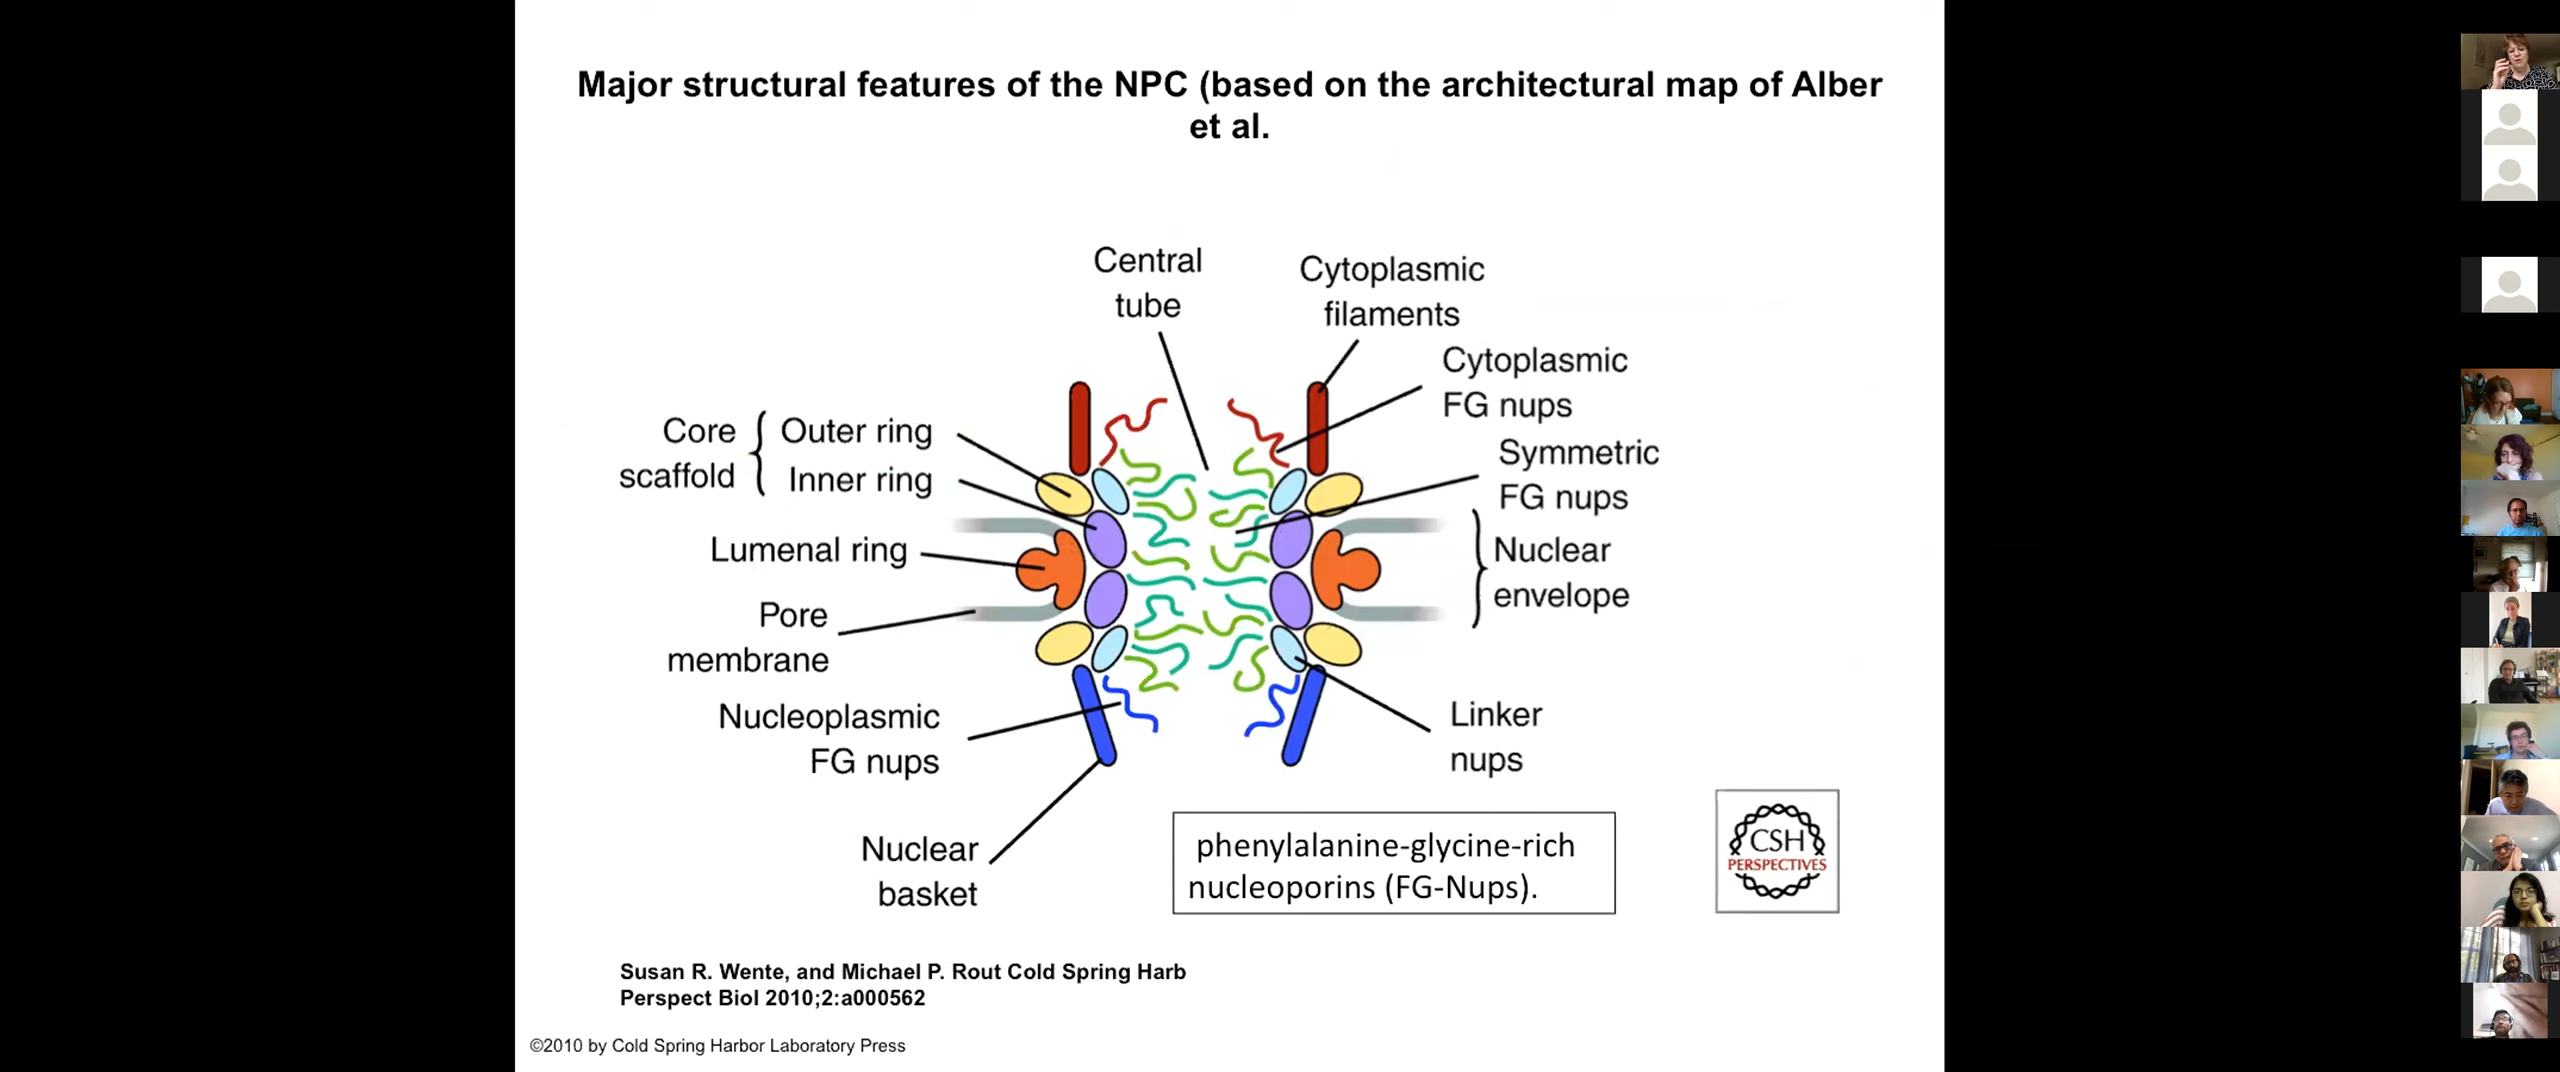 Major structural features of the NPC (based on the architectural map of Alber
et al.
Central
tube
Cytoplasmic
filaments
Cytoplasmic
FG nups
Symmetric
FG nups
Nuclear
envelope
Linker
nups
Core
scaffold
Outer ring
Inner ring
Lumenal ring
Pore
membrane
Nucleoplasmic
FG nups
Nuclear
basket
phenylalanine-glycine-rich
nucleoporins (FG-Nups).
CSH
PERSPECTIVES
Susan R. Wente, and Michael P. Rout Cold Spring Harb
Perspect Biol 2010;2:a000562
©2010 by Cold Spring Harbor Laboratory Press